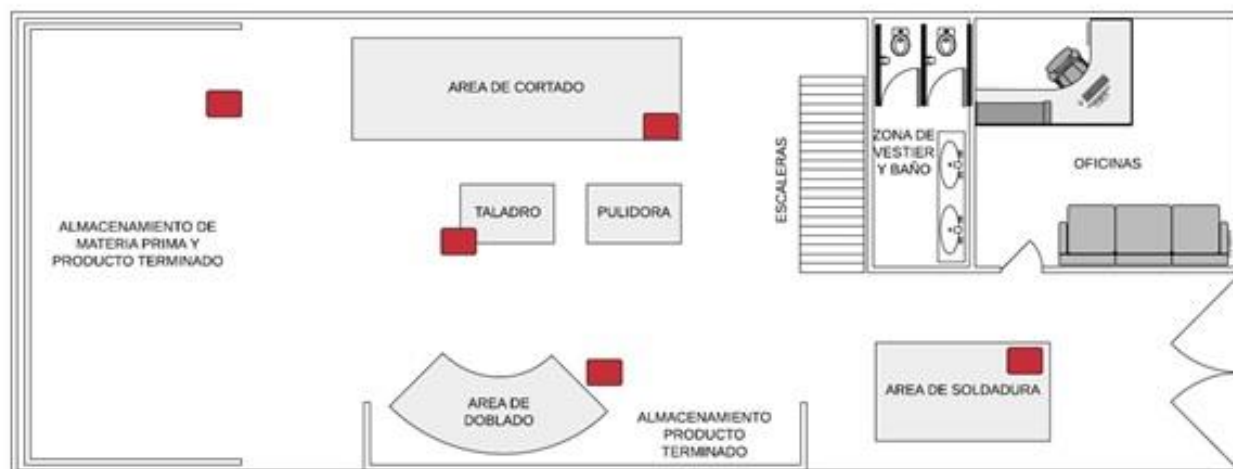 AREA DE CORTADO
ZONA DE
VESTIER
Y BAÑO
OFICINAS
ESCALERAS
TALADRO
PULIDORA
ALMACENAMIENTO DE
MATERIA PRIMA Y
PRODUCTO TERMINADO
AREA DE
DOBLADO
ALMACENAMIENTO
PRODUCTO
TERMINADO
AREA DE SOLDADURA